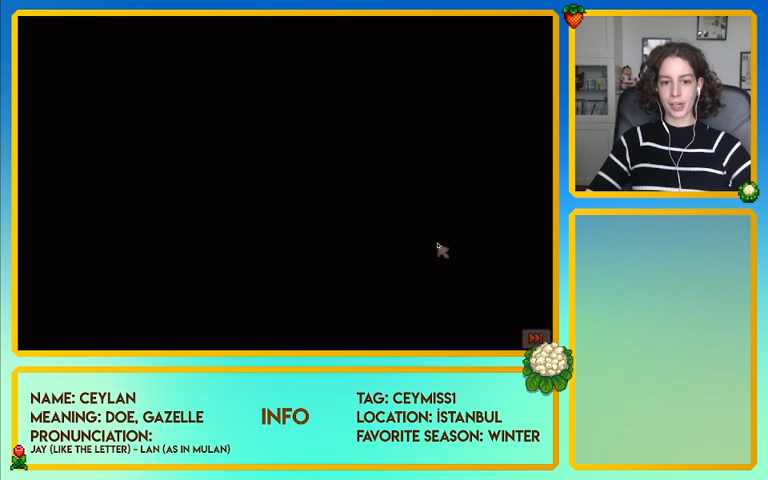 NAME: CEYLAN
MEANING: DOE, GAZELLE
PRONUNCIATION:
JAY (LIKE THE LETTER) - LAN (AS IN MULAN)
INFO
TAG: CEYMISS1
LOCATION: İSTANBUL
FAVORITE SEASON: WINTER